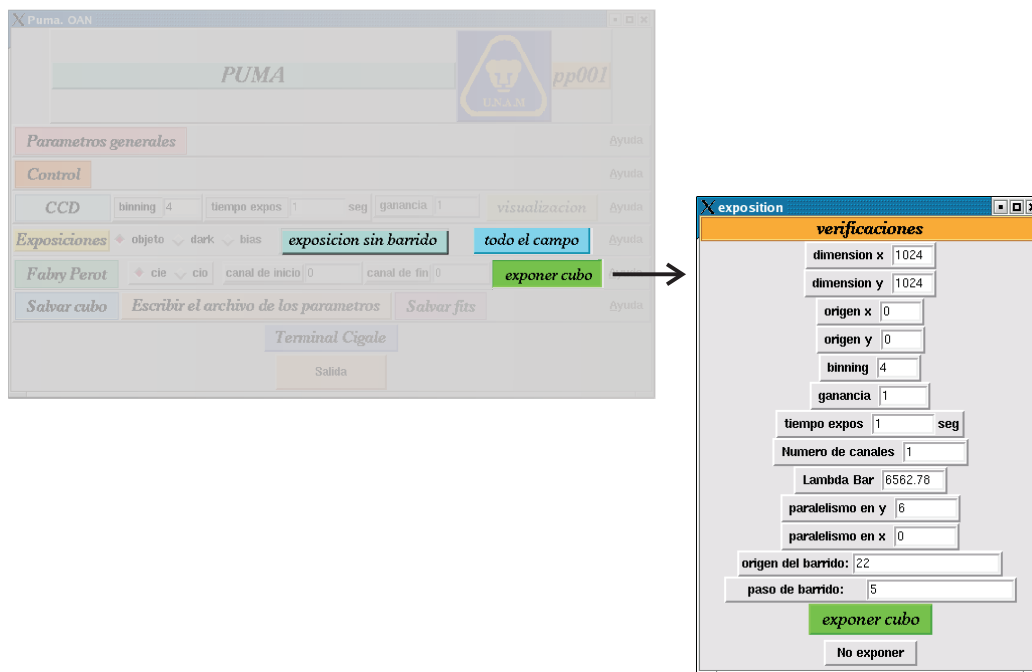 Puma. OAN
PUMA
U.N.A.M
pp001
Parametros generales Ayuda
Control Ayuda
CCD binning 4 tiempo expos 1 seg ganancia 1 visualizacion Ayuda
Exposiciones objeto dark bias exposicion sin barrido todo el campo Ayuda
Fabry Perot cie cio canal de inicio 0 canal de fin 0 exponer cubo Ayuda
Salvar cubo Escribir el archivo de los parametros Salvar fits Ayuda
Terminal Cigale
Salida
exposition
verificaciones
dimension x 1024
dimension y 1024
origen x 0
origen y 0
binning 4
ganancia 1
tiempo expos 1 seg
Numero de canales 1
Lambda Bar 6562.78
paralelismo en y 6
paralelismo en x 0
origen del barrido: 22
paso de barrido: 5
exponer cubo
No exponer